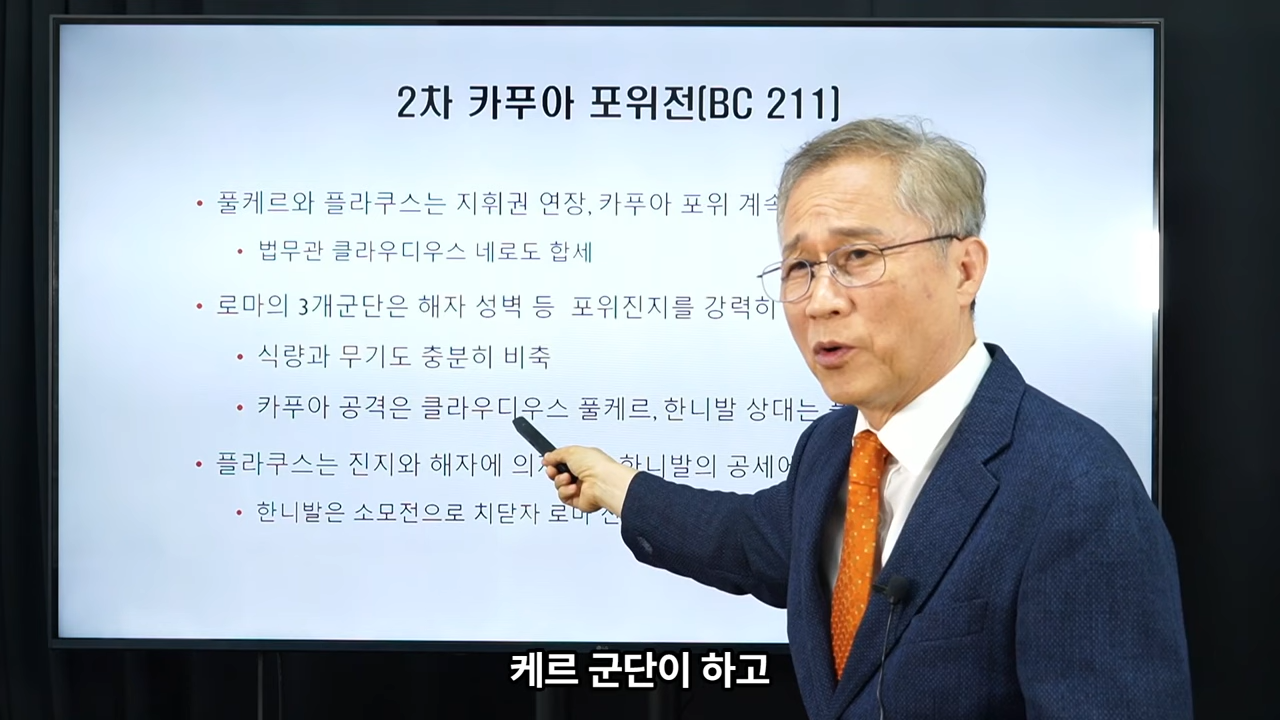 2차 카푸아 포위전(BC 211)
• 풀케르와 플라쿠스는 지휘권 연장, 카푸아 포위 계속
• 법무관 클라우디우스 네로도 합세
• 로마의 3개군단은 해자 성벽 등 포위진지를 강력히
• 식량과 무기도 충분히 비축
• 카푸아 공격은 클라우디우스 풀케르, 한니발 상대는
• 플라쿠스는 진지와 해자에 한니발의 공세에
• 한니발은 소모전으로 치닫자 로마
케르 군단이 하고